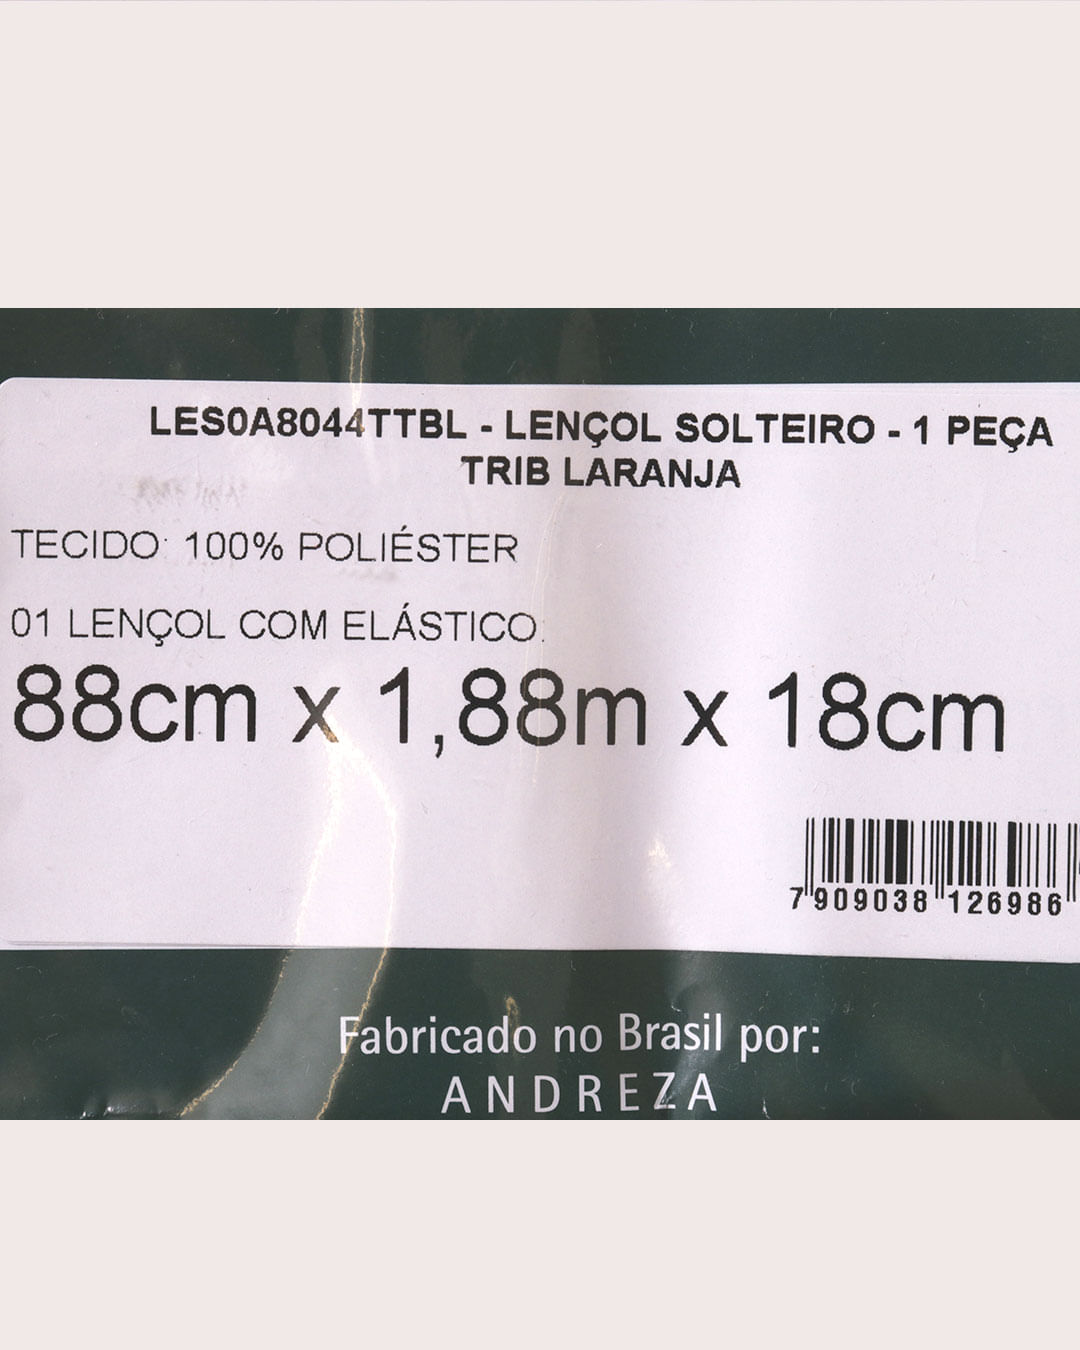 LES0A8044TTBL - LENÇOL SOLTEIRO - 1 PEÇA
TRIB LARANJA
TECIDO: 100% POLIÉSTER
01 LENÇOL COM ELÁSTICO:
88cm x 1,88m x 18cm
7 909038 126986
Fabricado no Brasil por:
ANDREZA